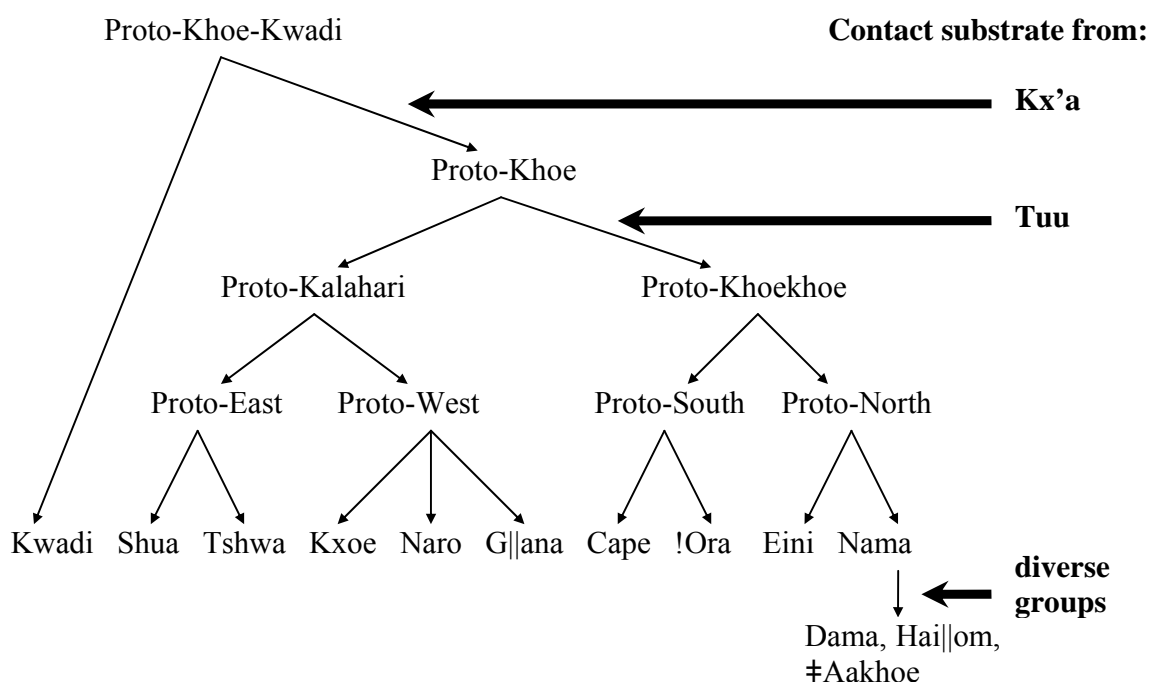 Proto-Khoe-Kwadi
Contact substrate from:
Kx’a
Proto-Khoe
Tuu
Proto-Kalahari
Proto-Khoekhoe
Proto-East
Proto-West
Proto-South
Proto-North
Kwadi
Shua
Tshwa
Kxoe
Naro
G||ana
Cape
!Ora
Eini
Nama
diverse
groups
Dama, Hai||om,
ǂAakhoe